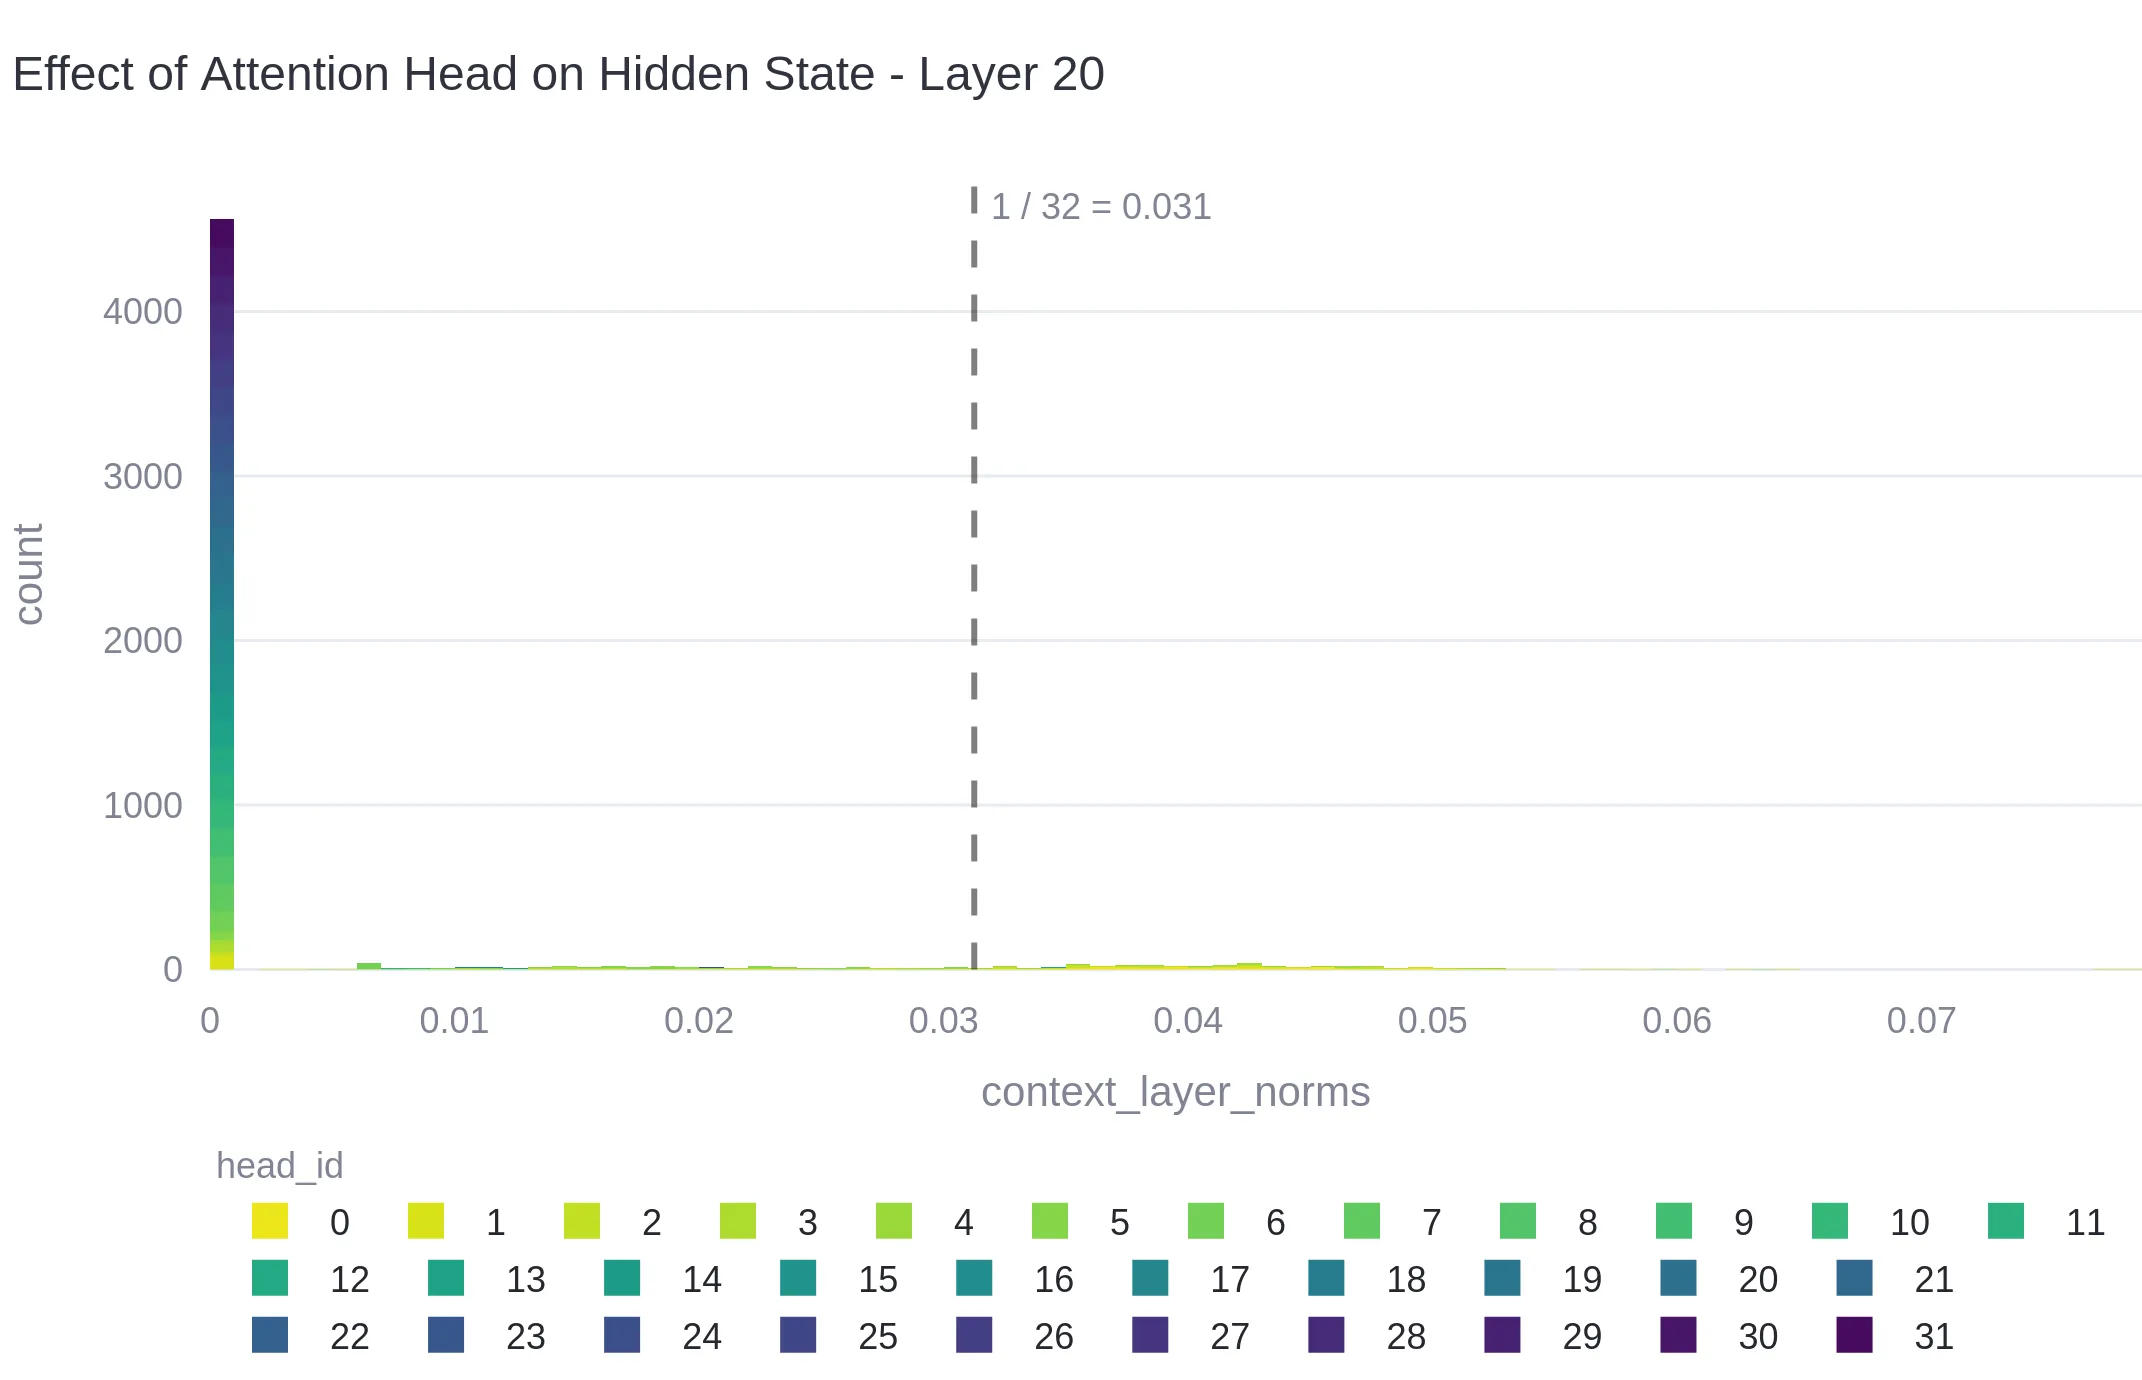 Effect of Attention Head on Hidden State - Layer 20
1 / 32 = 0.031
4000
3000
2000
1000
0
count
0 0.01 0.02 0.03 0.04 0.05 0.06 0.07
context_layer_norms
head_id
0 1 2 3 4 5 6 7 8 9 10 11
12 13 14 15 16 17 18 19 20 21
22 23 24 25 26 27 28 29 30 31